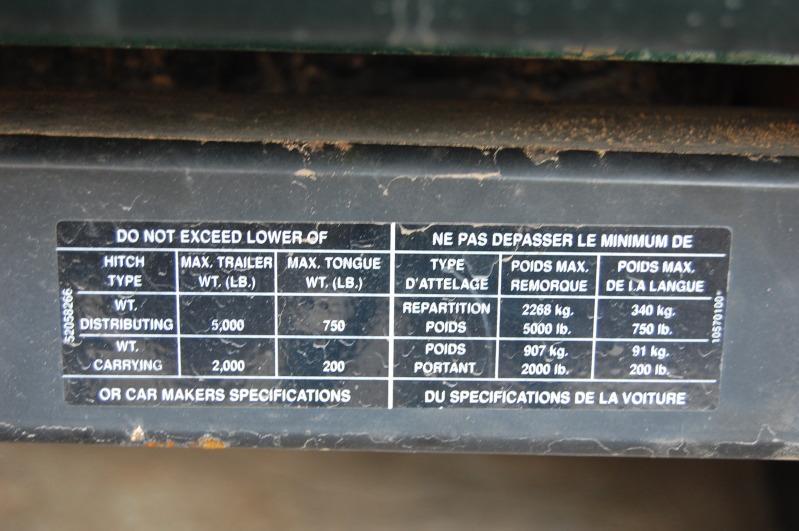 DO NOT EXCEED LOWER OF
HITCH TYPE MAX. TRAILER WT. (LB.) MAX. TONGUE WT. (LB.)
WT. DISTRIBUTING 5,000 750
WT. CARRYING 2,000 200
OR CAR MAKERS SPECIFICATIONS
52058266
NE PAS DEPASSER LE MINIMUM DE
TYPE D'ATTELAGE POIDS MAX. REMORQUE POIDS MAX. DE LA LANGUE
REPARTITION POIDS 2268 kg. 5000 lb. 340 kg. 750 lb.
POIDS PORTANT 907 kg. 2000 lb. 91 kg. 200 lb.
DU SPECIFICATIONS DE LA VOITURE